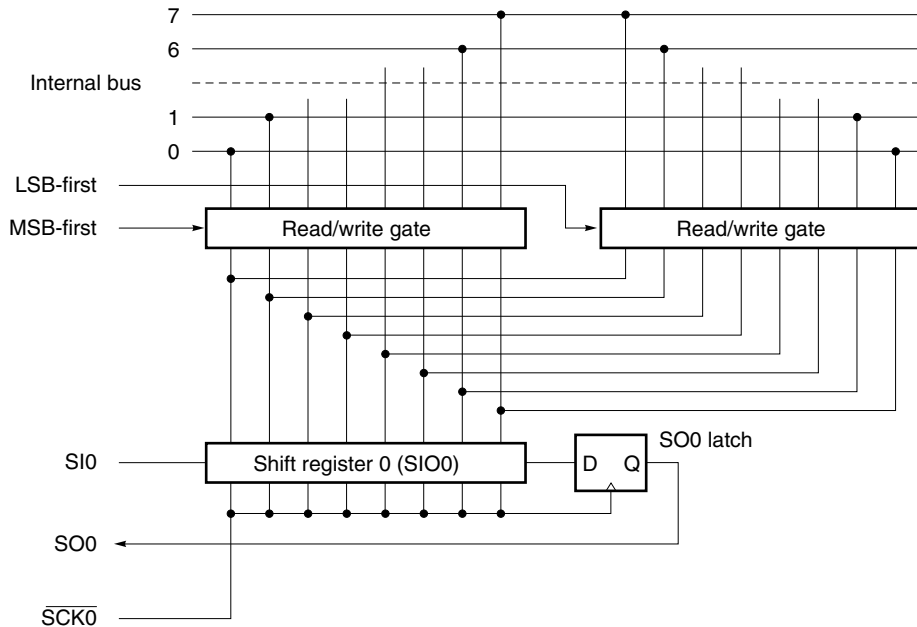 7
6
Internal bus
1
0
LSB-first
MSB-first
Read/write gate
Read/write gate
SO0 latch
SI0
Shift register 0 (SIO0)
D
Q
SO0
SCK0